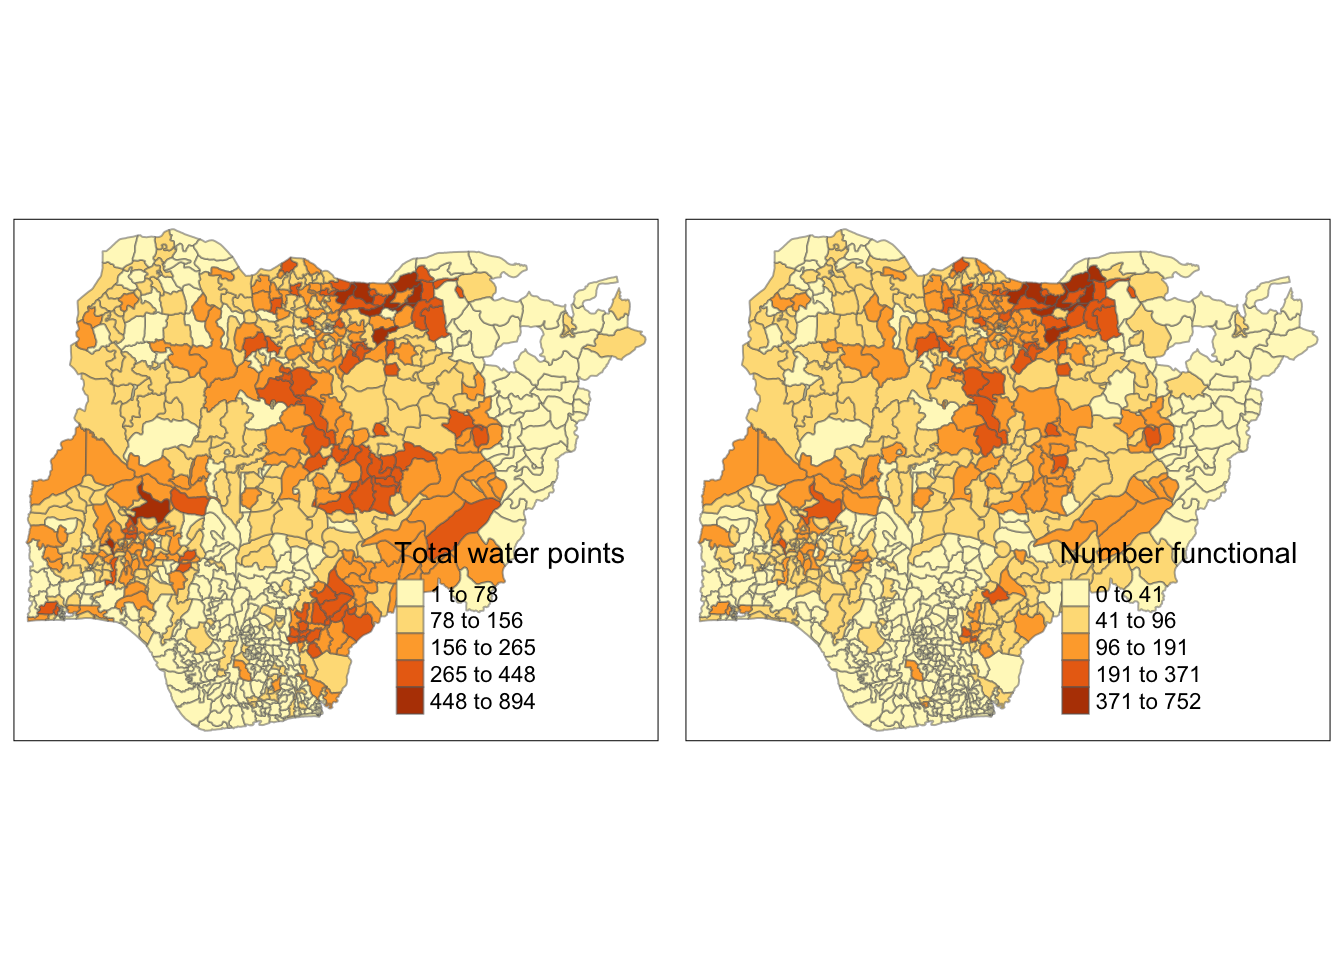 Total water points
1 to 78
78 to 156
156 to 265
265 to 448
448 to 894
Number functional
0 to 41
41 to 96
96 to 191
191 to 371
371 to 752